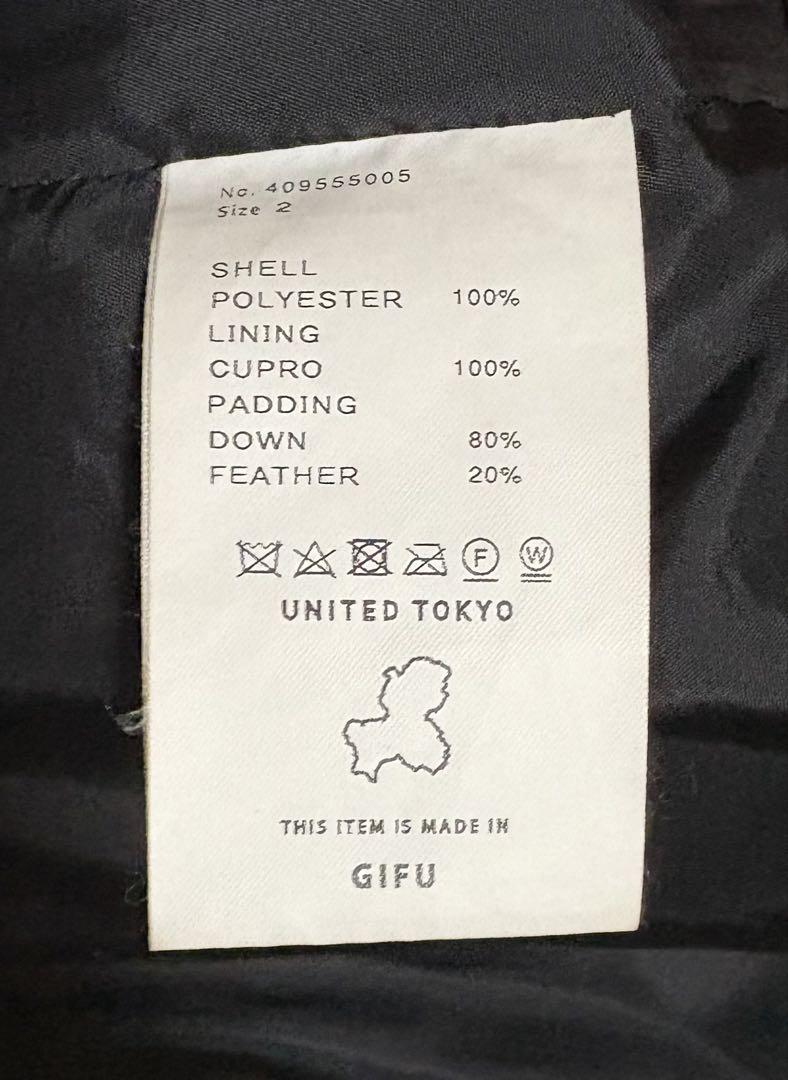 No. 409555005
Size 2
SHELL
POLYESTER 100%
LINING
CUPRO 100%
PADDING
DOWN 80%
FEATHER 20%
F W
UNITED TOKYO
THIS ITEM IS MADE IN
GIFU